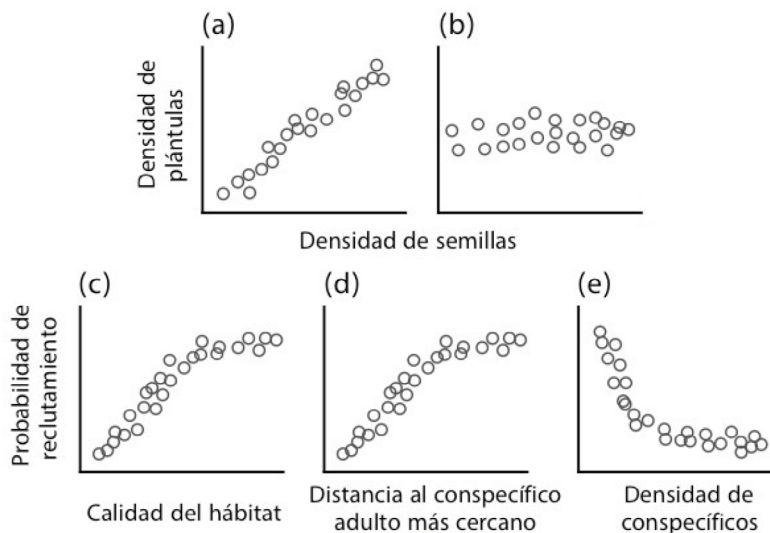 (a)
(b)
Densidad de
plántulas
Densidad de semillas
(c)
(d)
(e)
Probabilidad de
reclutamiento
Calidad del hábitat
Distancia al conspecífico
adulto más cercano
Densidad de
conspecíficos